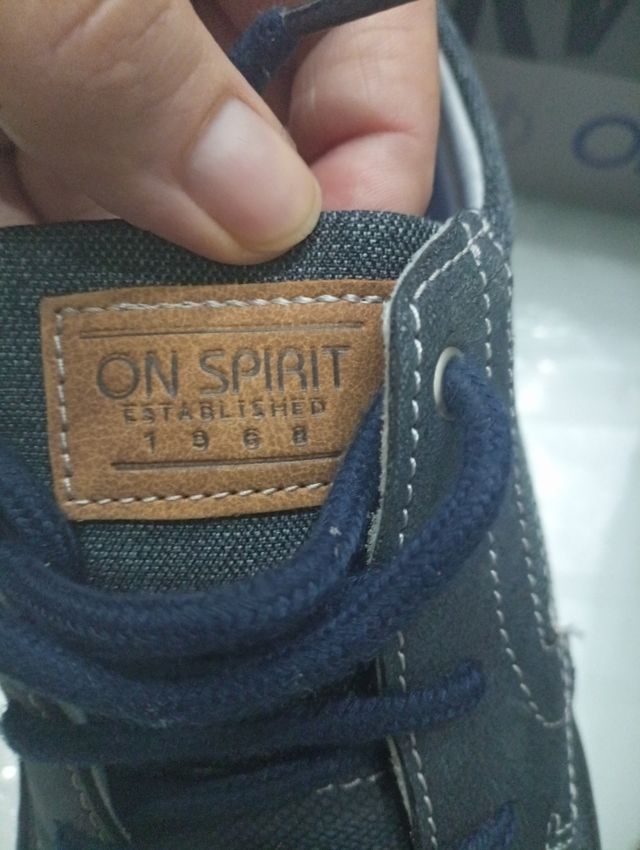 ON SPIRIT
ESTABLISHED
1968